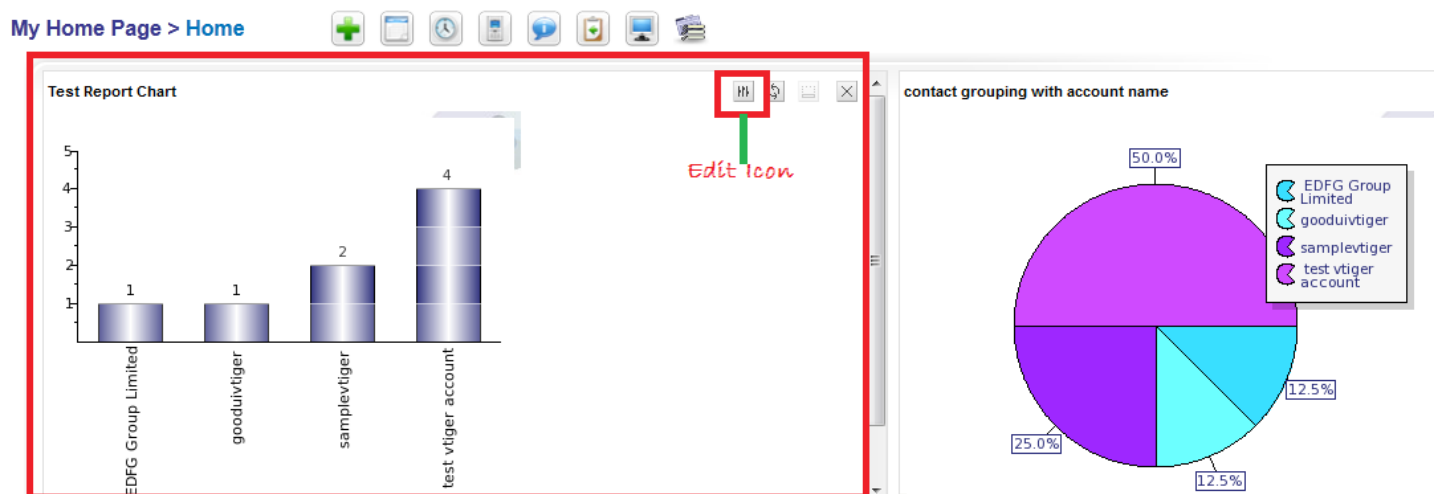 My Home Page > Home
Test Report Chart
Edit Icon
5
4
3
2
1
1
1
2
4
EDFG Group Limited
gooduivtiger
samplevtiger
test vtiger account
contact grouping with account name
50.0%
EDFG Group
Limited
gooduivtiger
samplevtiger
test vtiger
account
12.5%
25.0%
12.5%